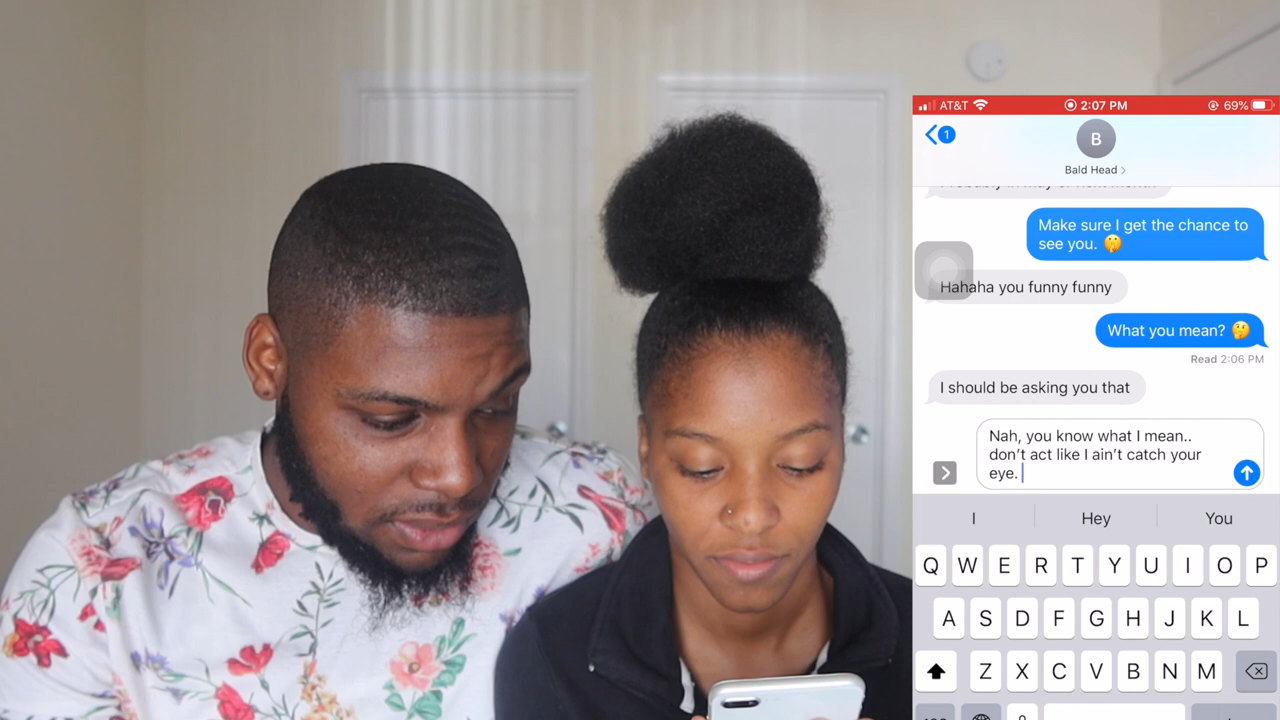 AT&T 2:07 PM 69%
1
B
Bald Head
Make sure I get the chance to
see you. 🤔
Hahaha you funny funny
What you mean? 🤔
Read 2:06 PM
I should be asking you that
Nah, you know what I mean..
don't act like I ain't catch your
eye.
I Hey You
Q W E R T Y U I O P
A S D F G H J K L
Z X C V B N M